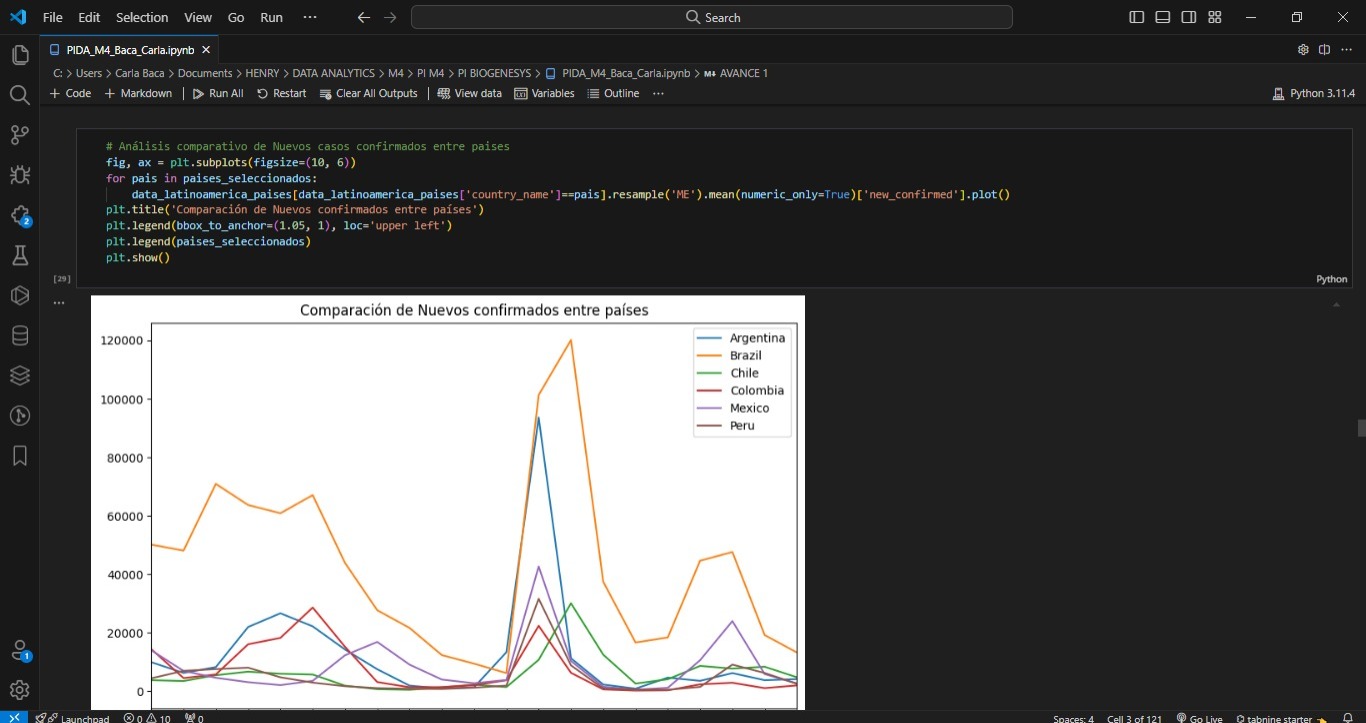 File Edit Selection View Go Run ··· Search
PIDA_M4_Baca_Carla.ipynb
C: > Users > Carla Baca > Documents > HENRY > DATA ANALYTICS > M4 > PI M4 > PI BIOGENESYS > PIDA_M4_Baca_Carla.ipynb > M↓ AVANCE 1
+ Code + Markdown | Run All Restart Clear All Outputs | View data Variables Outline ··· Python 3.11.4
# Análisis comparativo de Nuevos casos confirmados entre paises
fig, ax = plt.subplots(figsize=(10, 6))
for pais in paises_seleccionados:
    data_latinoamerica_paises[data_latinoamerica_paises['country_name']==pais].resample('ME').mean(numeric_only=True)['new_confirmed'].plot()
plt.title('Comparación de Nuevos confirmados entre países')
plt.legend(bbox_to_anchor=(1.05, 1), loc='upper left')
plt.legend(paises_seleccionados)
plt.show()
[29] Python
···
Comparación de Nuevos confirmados entre países
120000
100000
80000
60000
40000
20000
0
Argentina
Brazil
Chile
Colombia
Mexico
Peru
2
1
Launchpad 0 10 0 Spaces: 4 Cell 3 of 121 Go Live tabnine starter